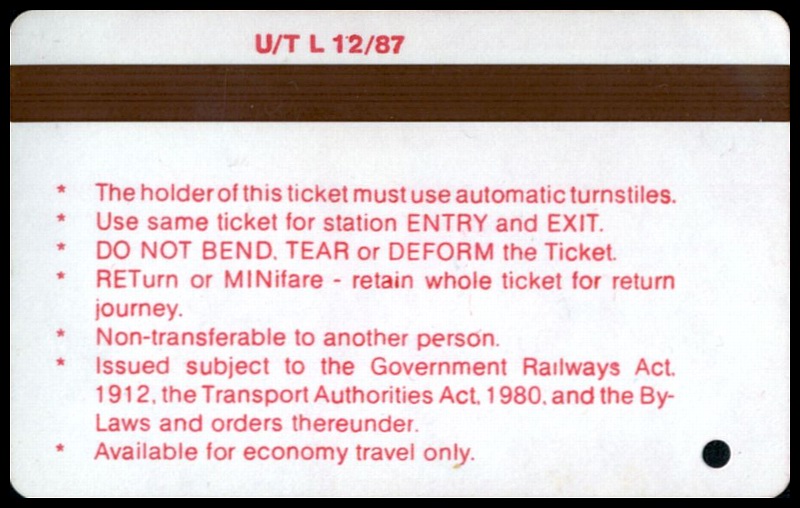 U/T L 12/87
* The holder of this ticket must use automatic turnstiles.
* Use same ticket for station ENTRY and EXIT.
* DO NOT BEND, TEAR or DEFORM the Ticket.
* RETurn or MINifare - retain whole ticket for return
journey.
* Non-transferable to another person.
* Issued subject to the Government Railways Act,
1912, the Transport Authorities Act, 1980, and the By-
Laws and orders thereunder.
* Available for economy travel only.